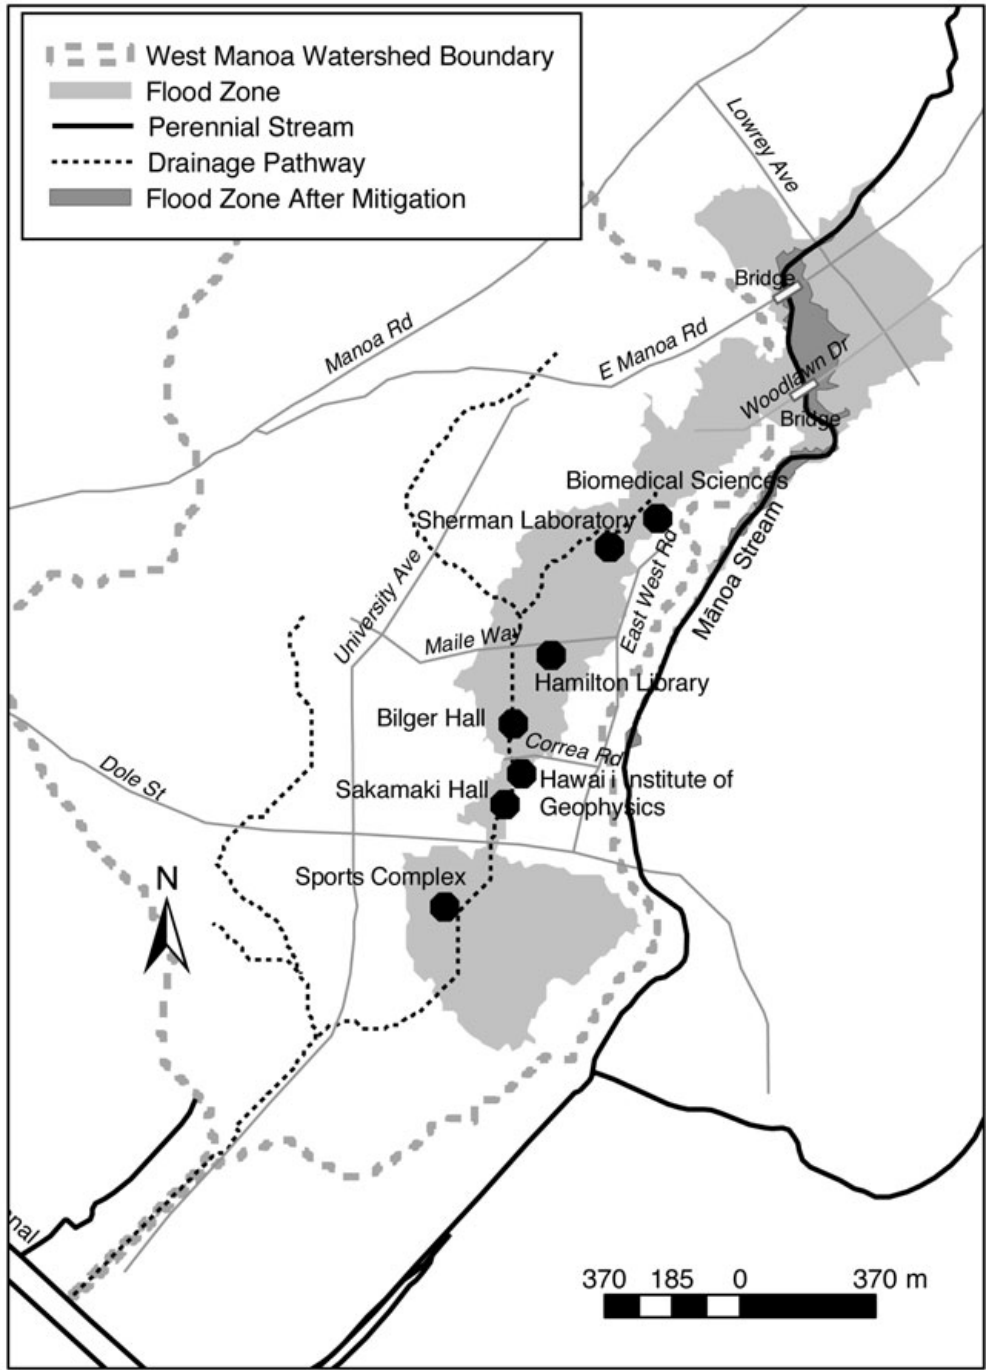 West Manoa Watershed Boundary
Flood Zone
Perennial Stream
Drainage Pathway
Flood Zone After Mitigation
Lowrey Ave
Bridge
Manoa Rd
E Manoa Rd
Woodlawn Dr
Bridge
Biomedical Sciences
Sherman Laboratory
East West Rd
Mānoa Stream
University Ave
Maile Way
Hamilton Library
Bilger Hall
Correa Rd
Dole St
Sakamaki Hall
Hawai i Institute of
Geophysics
N
Sports Complex
nal
370 185 0 370 m